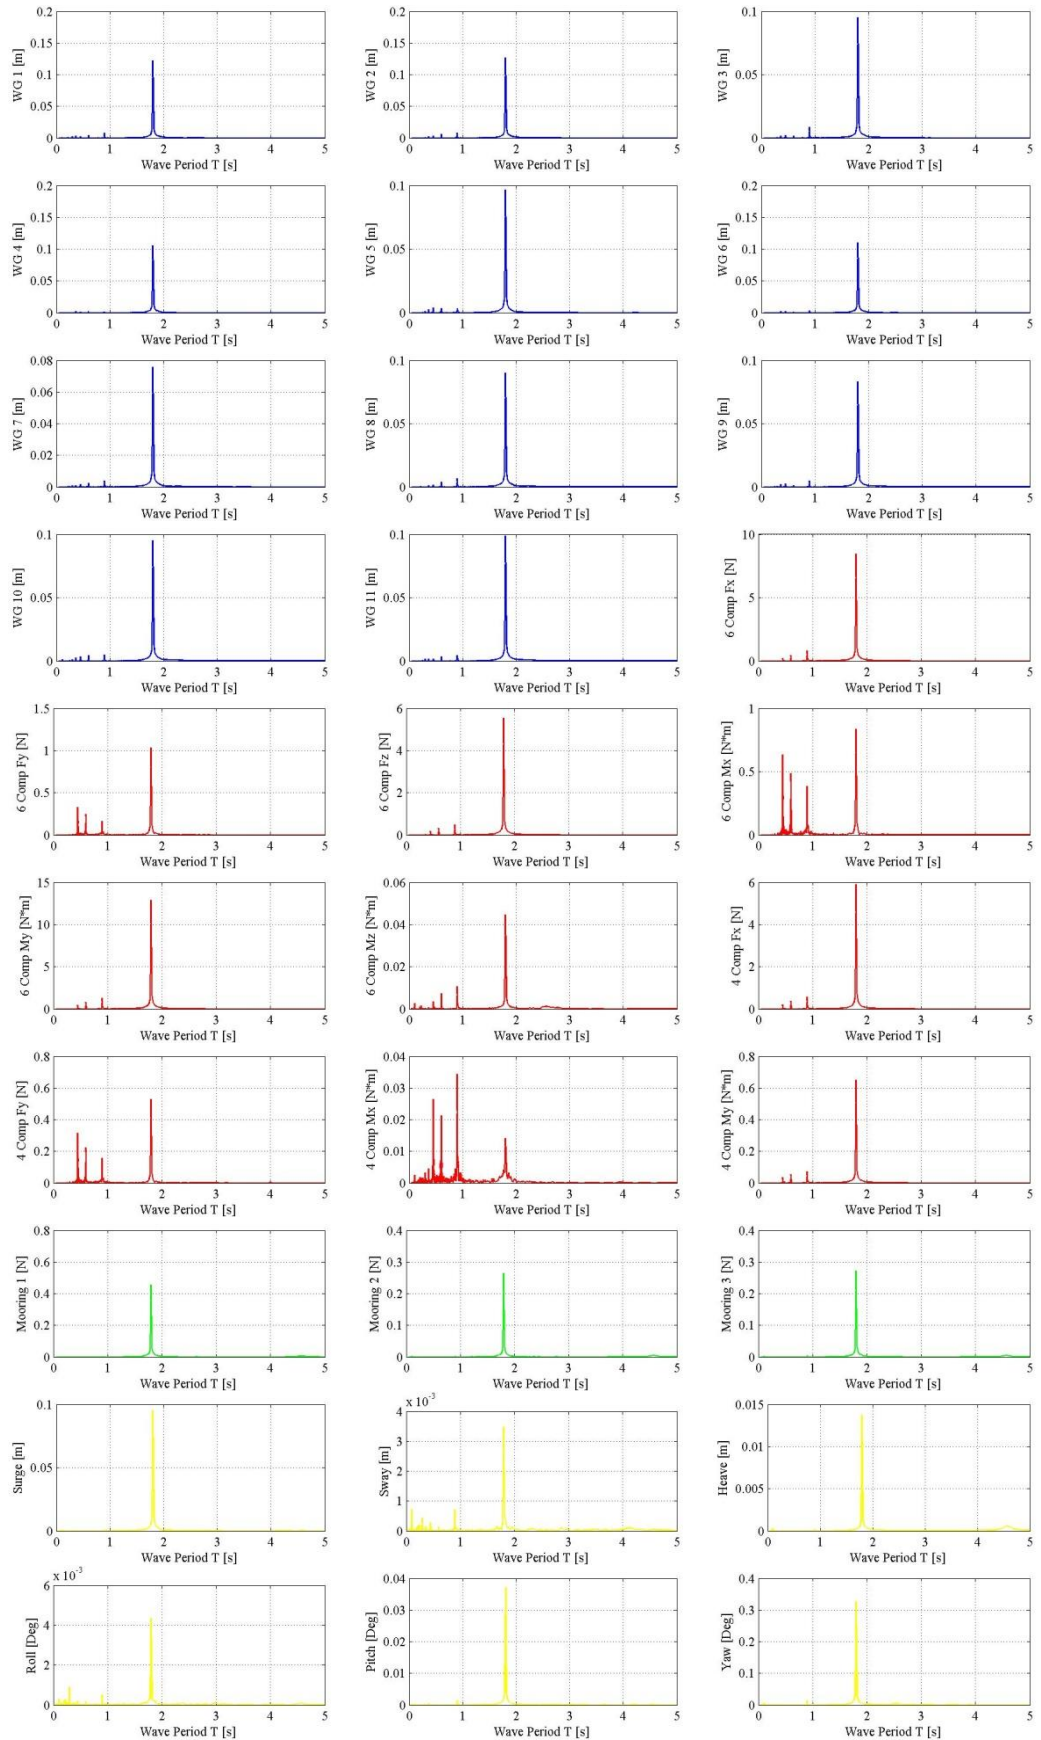 WG 1 [m]
0.2
0.15
0.1
0.05
0
0 1 2 3 4 5
Wave Period T [s]
WG 2 [m]
0.2
0.15
0.1
0.05
0
0 1 2 3 4 5
Wave Period T [s]
WG 3 [m]
0.1
0.05
0
0 1 2 3 4 5
Wave Period T [s]
WG 4 [m]
0.2
0.15
0.1
0.05
0
0 1 2 3 4 5
Wave Period T [s]
WG 5 [m]
0.1
0.05
0
0 1 2 3 4 5
Wave Period T [s]
WG 6 [m]
0.2
0.15
0.1
0.05
0
0 1 2 3 4 5
Wave Period T [s]
WG 7 [m]
0.08
0.06
0.04
0.02
0
0 1 2 3 4 5
Wave Period T [s]
WG 8 [m]
0.1
0.05
0
0 1 2 3 4 5
Wave Period T [s]
WG 9 [m]
0.1
0.05
0
0 1 2 3 4 5
Wave Period T [s]
WG 10 [m]
0.1
0.05
0
0 1 2 3 4 5
Wave Period T [s]
WG 11 [m]
0.1
0.05
0
0 1 2 3 4 5
Wave Period T [s]
6 Comp Fx [N]
10
5
0
0 1 2 3 4 5
Wave Period T [s]
6 Comp Fy [N]
1.5
1
0.5
0
0 1 2 3 4 5
Wave Period T [s]
6 Comp Fz [N]
6
4
2
0
0 1 2 3 4 5
Wave Period T [s]
6 Comp Mx [N*m]
1
0.5
0
0 1 2 3 4 5
Wave Period T [s]
6 Comp My [N*m]
15
10
5
0
0 1 2 3 4 5
Wave Period T [s]
6 Comp Mz [N*m]
0.06
0.04
0.02
0
0 1 2 3 4 5
Wave Period T [s]
4 Comp Fx [N]
6
4
2
0
0 1 2 3 4 5
Wave Period T [s]
4 Comp Fy [N]
0.8
0.6
0.4
0.2
0
0 1 2 3 4 5
Wave Period T [s]
4 Comp Mx [N*m]
0.04
0.03
0.02
0.01
0
0 1 2 3 4 5
Wave Period T [s]
4 Comp My [N*m]
0.8
0.6
0.4
0.2
0
0 1 2 3 4 5
Wave Period T [s]
Mooring 1 [N]
0.8
0.6
0.4
0.2
0
0 1 2 3 4 5
Wave Period T [s]
Mooring 2 [N]
0.4
0.3
0.2
0.1
0
0 1 2 3 4 5
Wave Period T [s]
Mooring 3 [N]
0.4
0.3
0.2
0.1
0
0 1 2 3 4 5
Wave Period T [s]
Surge [m]
0.1
0.05
0
0 1 2 3 4 5
Wave Period T [s]
x 10⁻³
Sway [m]
4
3
2
1
0
0 1 2 3 4 5
Wave Period T [s]
Heave [m]
0.015
0.01
0.005
0
0 1 2 3 4 5
Wave Period T [s]
x 10⁻³
Roll [Deg]
6
4
2
0
0 1 2 3 4 5
Wave Period T [s]
Pitch [Deg]
0.04
0.03
0.02
0.01
0
0 1 2 3 4 5
Wave Period T [s]
Yaw [Deg]
0.4
0.3
0.2
0.1
0
0 1 2 3 4 5
Wave Period T [s]